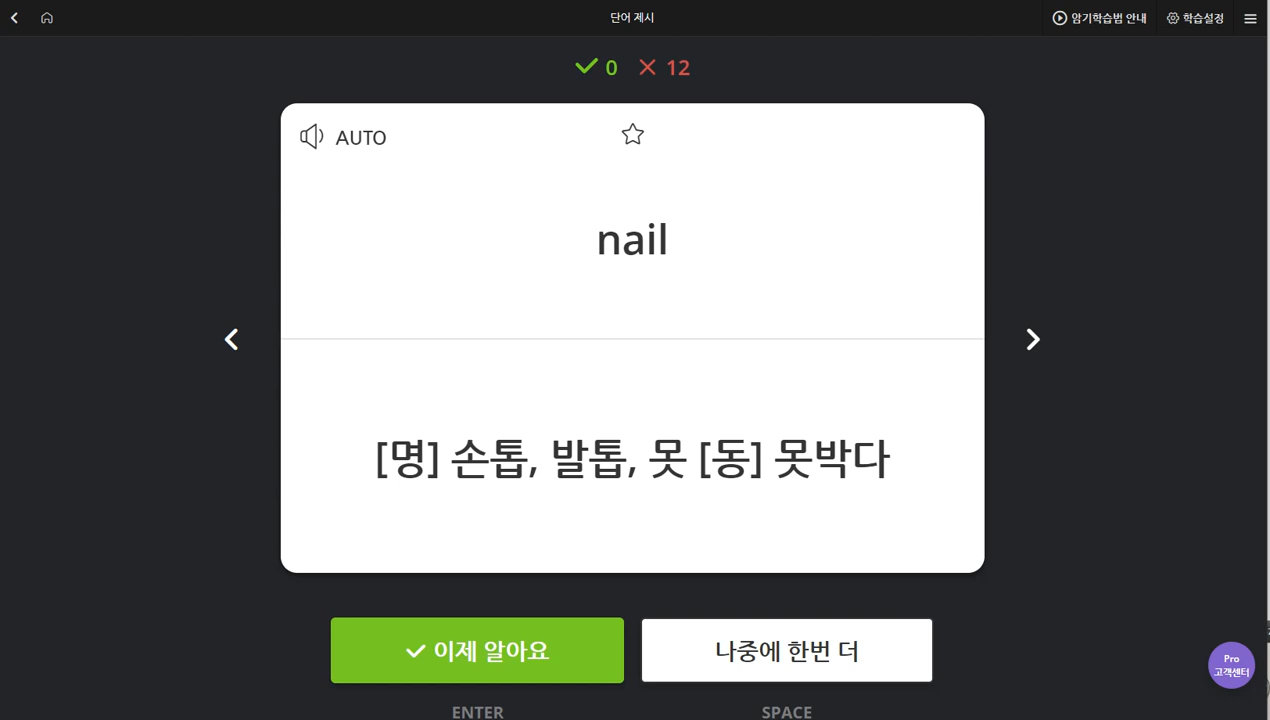 단어 제시
암기학습법 안내
학습설정
0 12
AUTO
nail
[명] 손톱, 발톱, 못 [동] 못박다
이제 알아요
나중에 한번 더
ENTER
SPACE
Pro
고객센터